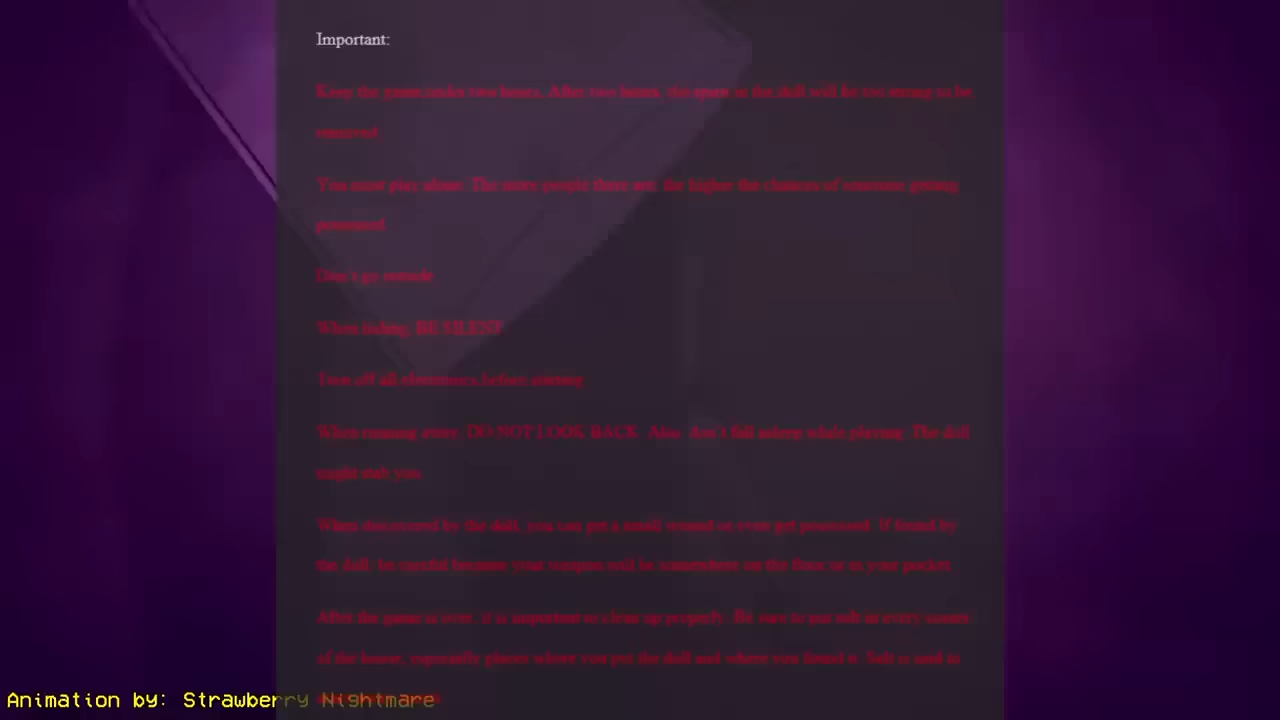 Important:
Keep the game under two hours. After two hours, the spirit in the doll will be too strong to be
removed.
You must play alone. The more people there are, the higher the chances of someone getting
possessed.
Don't go outside.
When hiding, BE SILENT.
Turn off all electronics before starting.
When running away, DO NOT LOOK BACK. Also, don't fall asleep while playing. The doll
might stab you.
When discovered by the doll, you can get a small wound or even get possessed. If found by
the doll, be careful because your weapon will be somewhere on the floor or in your pocket.
After the game is over, it is important to clean up properly. Be sure to put salt in every corner
of the house, especially places where you put the doll and where you found it. Salt is said to
Animation by: Strawberry Nightmare